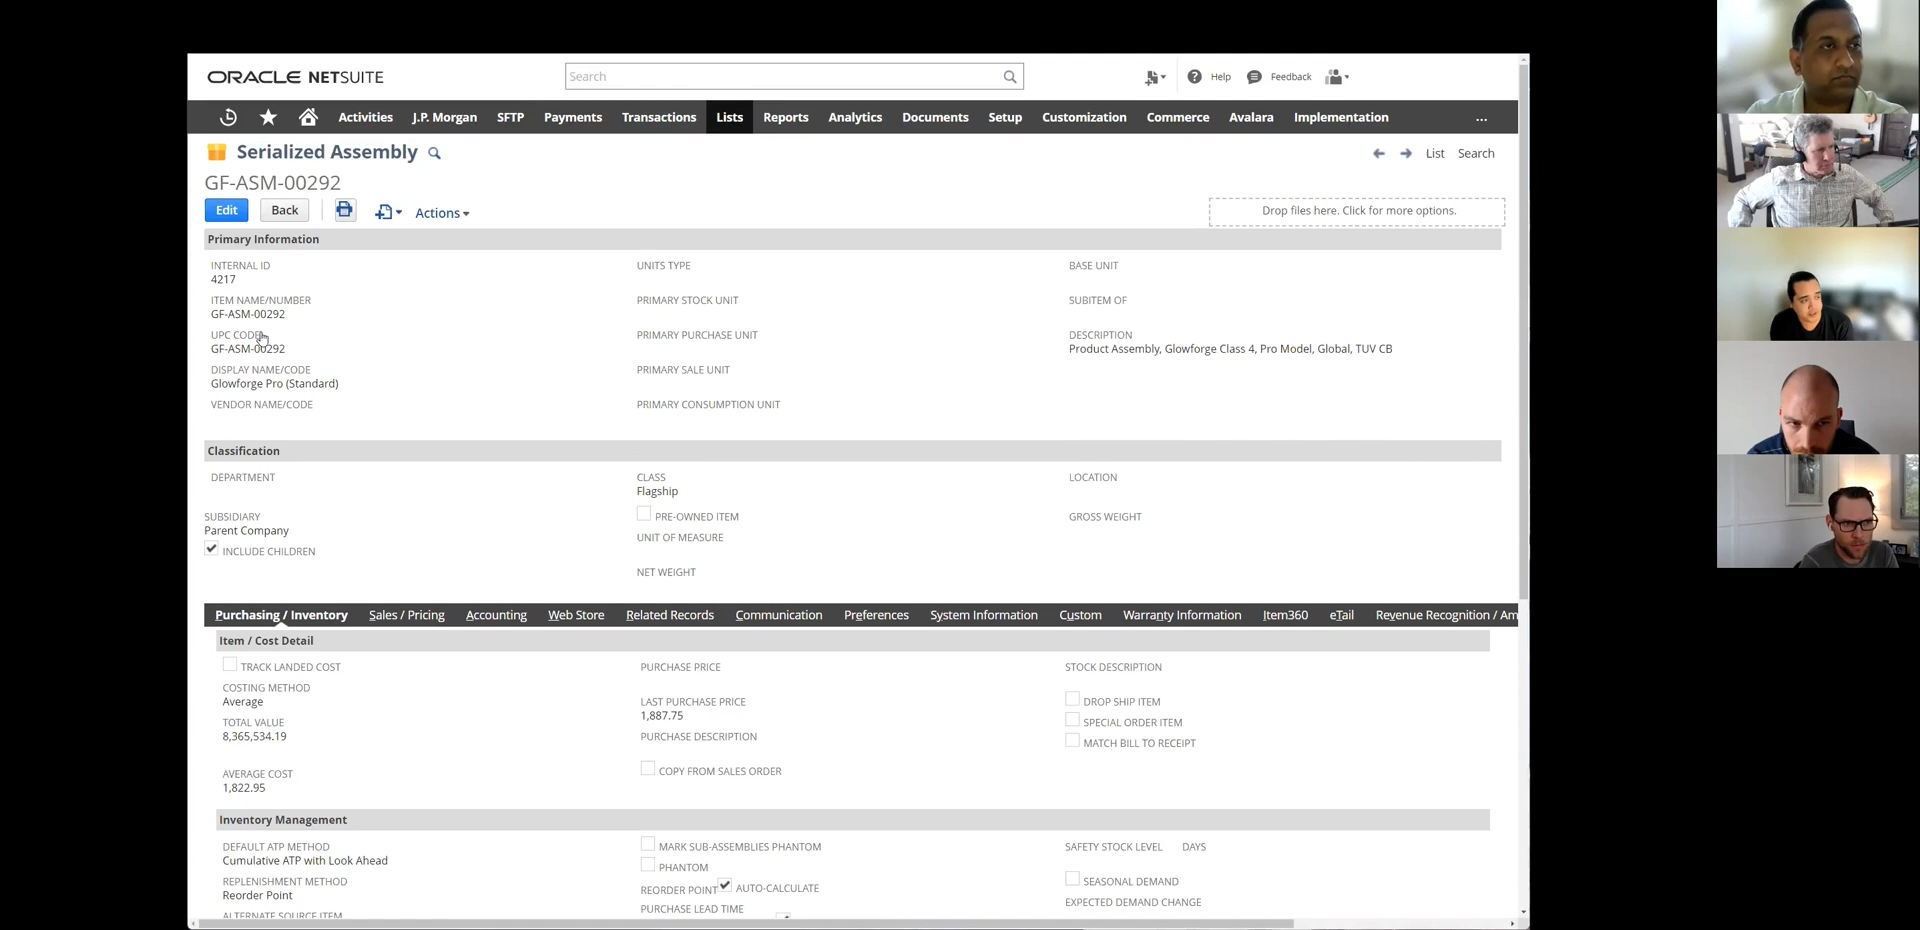 ORACLE NETSUITE
Search
Help
Feedback
Activities J.P. Morgan SFTP Payments Transactions Lists Reports Analytics Documents Setup Customization Commerce Avalara Implementation ...
Serialized Assembly
List Search
GF-ASM-00292
Edit Back Actions
Drop files here. Click for more options.
Primary Information
INTERNAL ID
4217
ITEM NAME/NUMBER
GF-ASM-00292
UPC CODE
GF-ASM-00292
DISPLAY NAME/CODE
Glowforge Pro (Standard)
VENDOR NAME/CODE
UNITS TYPE
PRIMARY STOCK UNIT
PRIMARY PURCHASE UNIT
PRIMARY SALE UNIT
PRIMARY CONSUMPTION UNIT
BASE UNIT
SUBITEM OF
DESCRIPTION
Product Assembly, Glowforge Class 4, Pro Model, Global, TUV CB
Classification
DEPARTMENT
SUBSIDIARY
Parent Company
INCLUDE CHILDREN
CLASS
Flagship
PRE-OWNED ITEM
UNIT OF MEASURE
NET WEIGHT
LOCATION
GROSS WEIGHT
Purchasing / Inventory Sales / Pricing Accounting Web Store Related Records Communication Preferences System Information Custom Warranty Information Item360 eTail Revenue Recognition / Am
Item / Cost Detail
TRACK LANDED COST
COSTING METHOD
Average
TOTAL VALUE
8,365,534.19
AVERAGE COST
1,822.95
PURCHASE PRICE
LAST PURCHASE PRICE
1,887.75
PURCHASE DESCRIPTION
COPY FROM SALES ORDER
STOCK DESCRIPTION
DROP SHIP ITEM
SPECIAL ORDER ITEM
MATCH BILL TO RECEIPT
Inventory Management
DEFAULT ATP METHOD
Cumulative ATP with Look Ahead
REPLENISHMENT METHOD
Reorder Point
ALTERNATE SOURCE ITEM
MARK SUB-ASSEMBLIES PHANTOM
PHANTOM
REORDER POINT AUTO-CALCULATE
PURCHASE LEAD TIME
SAFETY STOCK LEVEL DAYS
SEASONAL DEMAND
EXPECTED DEMAND CHANGE